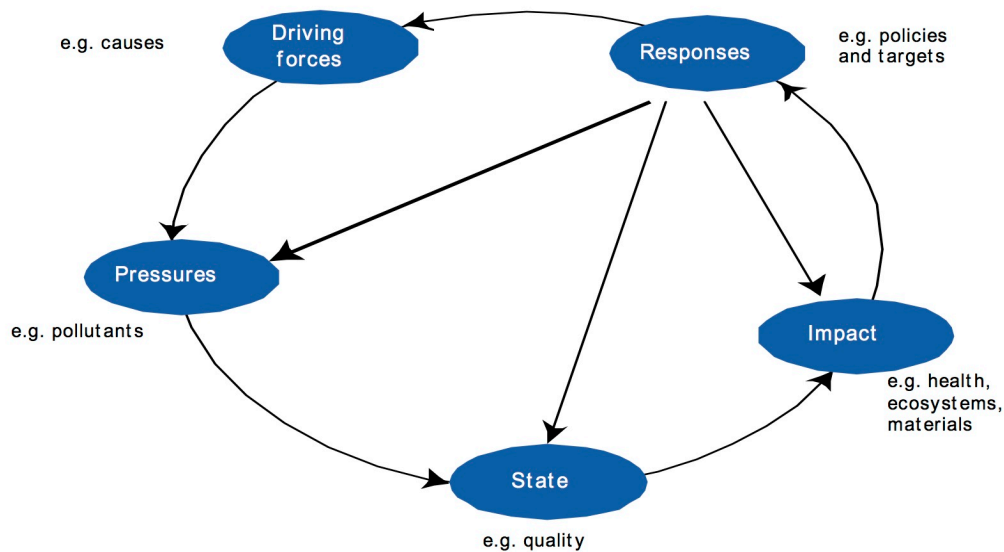 e.g. causes
Driving
forces
Responses
e.g. policies
and targets
Pressures
e.g. pollutants
Impact
e.g. health,
ecosystems,
materials
State
e.g. quality